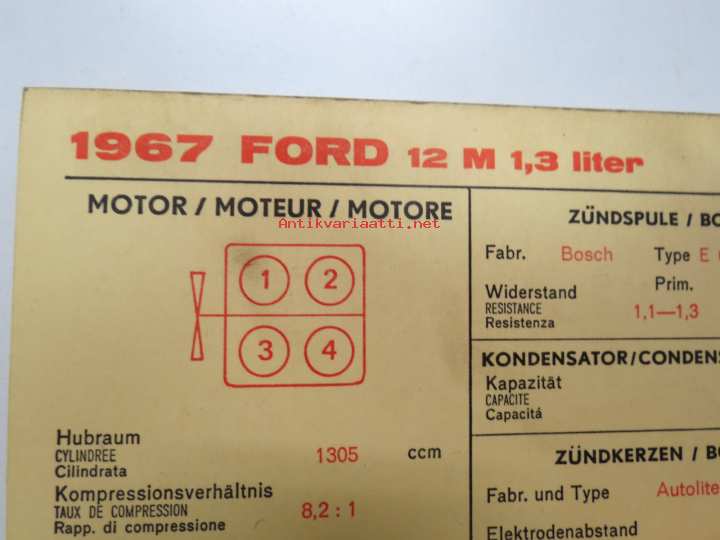 1967 FORD 12 M 1,3 liter
MOTOR / MOTEUR / MOTORE
Antikvariaatti.net
1 2
3 4
Hubraum
CYLINDREE
Cilindrata
1305 ccm
Kompressionsverhältnis
TAUX DE COMPRESSION
Rapp. di compressione
8,2 : 1
ZÜNDSPULE / BO
Fabr. Bosch Type E
Prim.
Widerstand
RESISTANCE
Resistenza
1,1—1,3
KONDENSATOR/CONDENS
Kapazität
CAPACITE
Capacitá
ZÜNDKERZEN / BO
Fabr. und Type Autolite
Elektrodenabstand